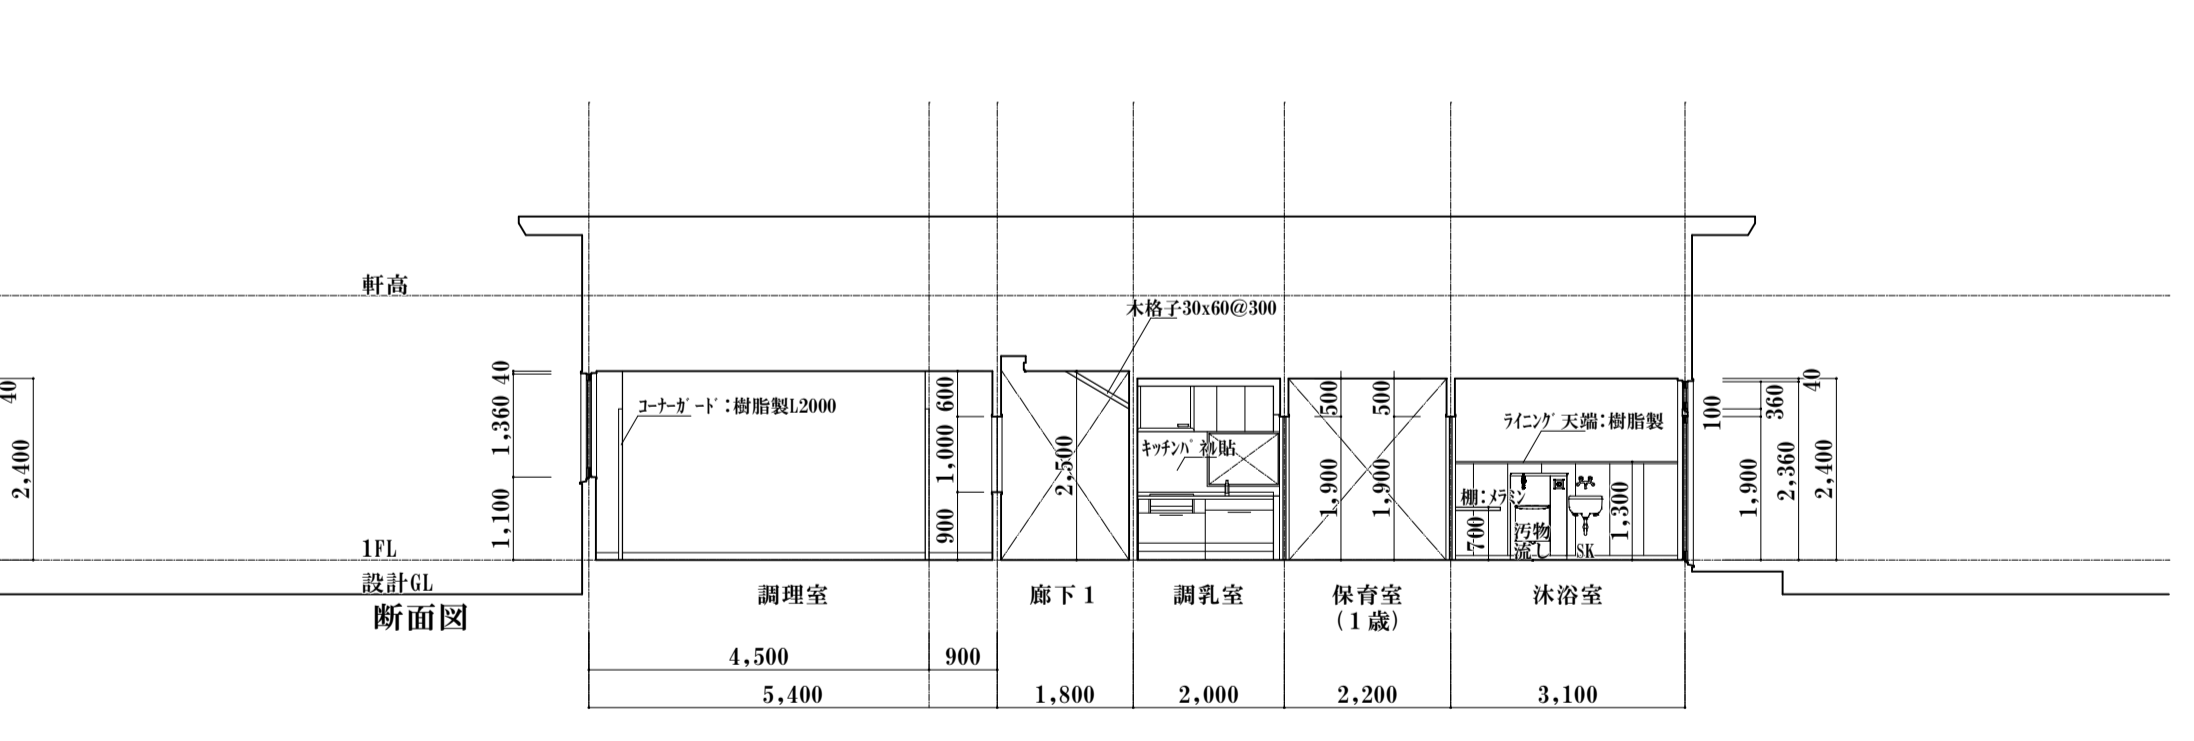 軒高
木格子30x60@300
40
2,400
40
1,360
1,100
コーナーガード:樹脂製L2000
600
1,000
900
2,500
キッチンパネル貼
500
1,900
500
1,900
ライニング天端:樹脂製
棚:メラミン
700
汚物
流し
SK
1,300
100
360
40
1,900
2,360
2,400
1FL
設計GL
断面図
調理室
廊下1
調乳室
保育室
(1歳)
沐浴室
4,500
900
5,400
1,800
2,000
2,200
3,100